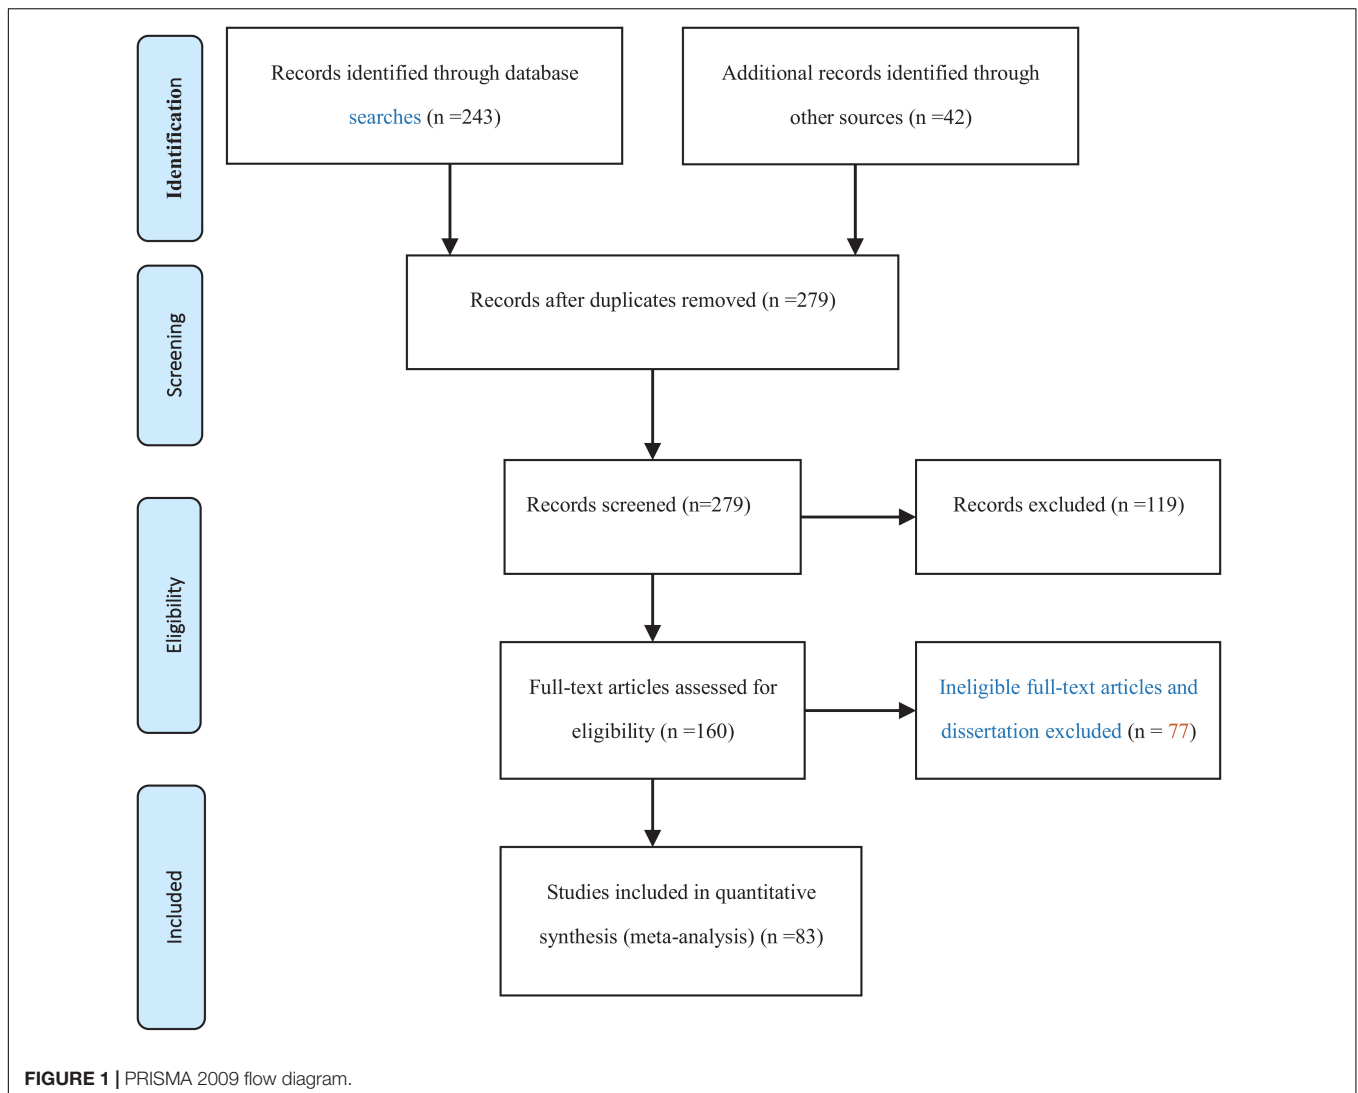 Identification
Records identified through database
searches (n =243)
Additional records identified through
other sources (n =42)
Screening
Records after duplicates removed (n =279)
Eligibility
Records screened (n=279)
Records excluded (n =119)
Full-text articles assessed for
eligibility (n =160)
Ineligible full-text articles and
dissertation excluded (n = 77)
Included
Studies included in quantitative
synthesis (meta-analysis) (n =83)
FIGURE 1 | PRISMA 2009 flow diagram.